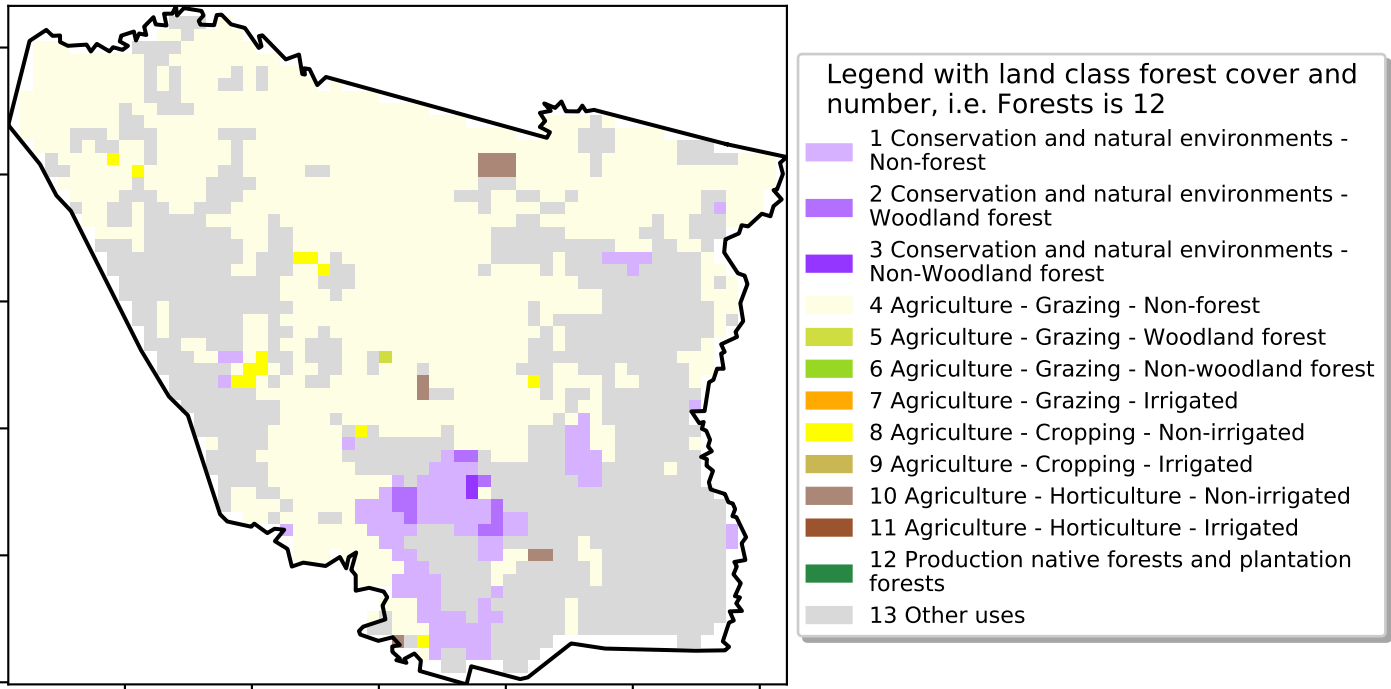 Legend with land class forest cover and
number, i.e. Forests is 12
1 Conservation and natural environments -
Non-forest
2 Conservation and natural environments -
Woodland forest
3 Conservation and natural environments -
Non-Woodland forest
4 Agriculture - Grazing - Non-forest
5 Agriculture - Grazing - Woodland forest
6 Agriculture - Grazing - Non-woodland forest
7 Agriculture - Grazing - Irrigated
8 Agriculture - Cropping - Non-irrigated
9 Agriculture - Cropping - Irrigated
10 Agriculture - Horticulture - Non-irrigated
11 Agriculture - Horticulture - Irrigated
12 Production native forests and plantation
forests
13 Other uses